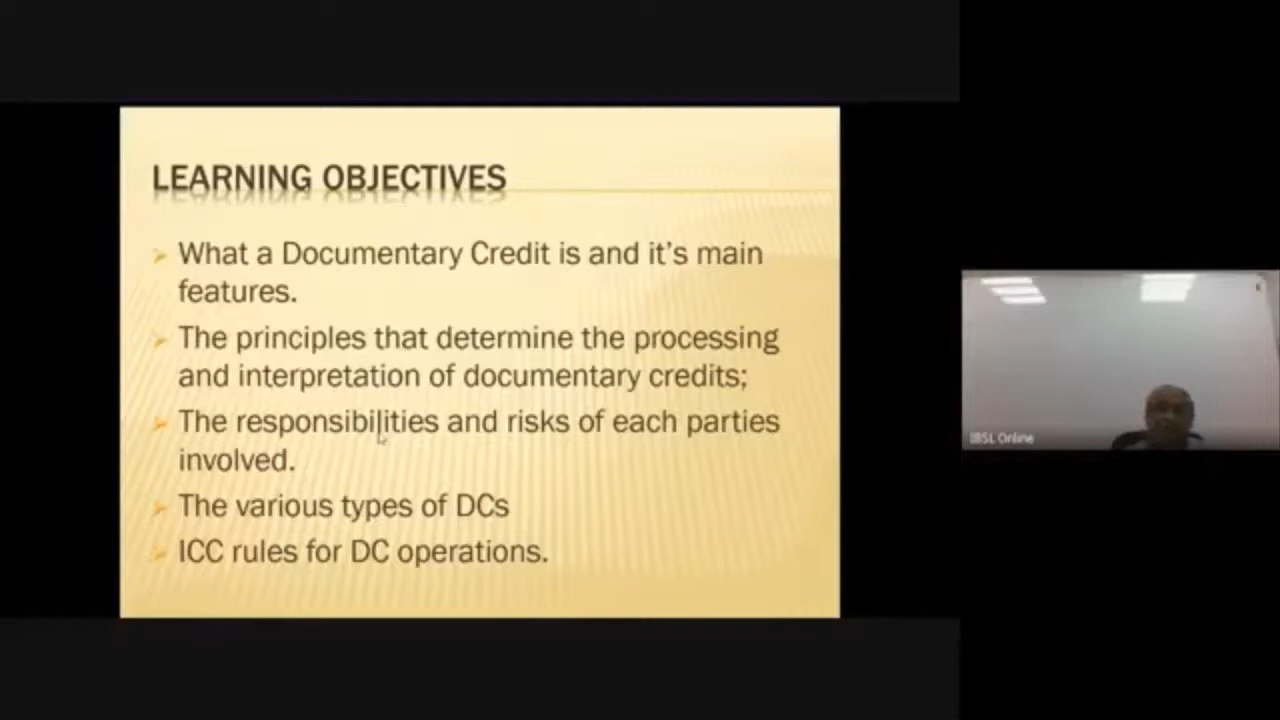 LEARNING OBJECTIVES
What a Documentary Credit is and it's main
features.
The principles that determine the processing
and interpretation of documentary credits;
The responsibilities and risks of each parties
involved.
The various types of DCs
ICC rules for DC operations.
IBSL Online